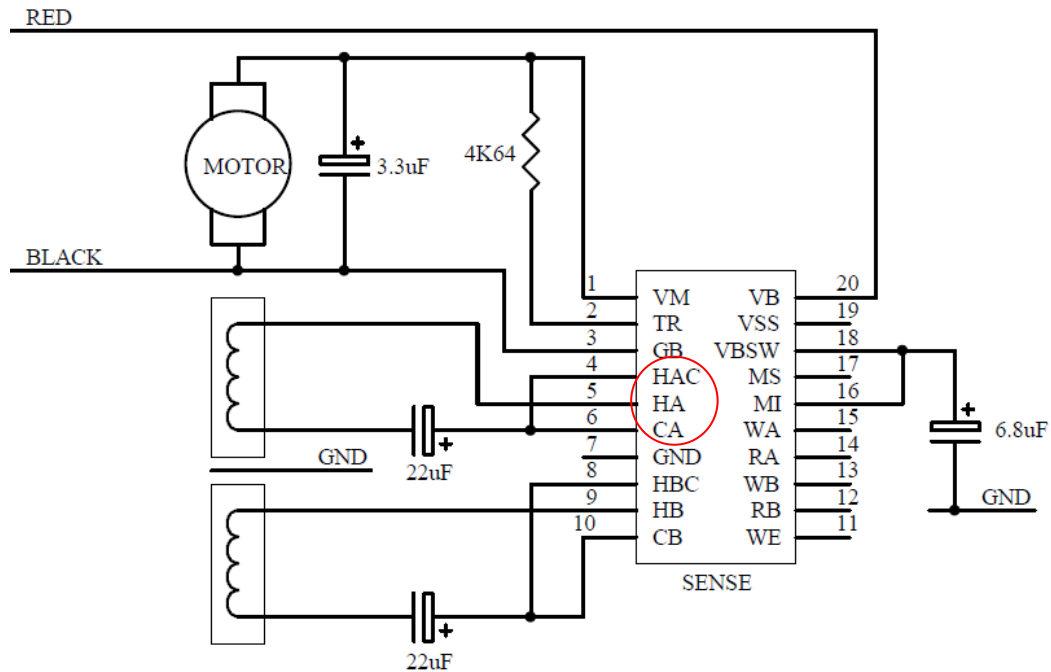 RED
MOTOR
+
3.3uF
4K64
BLACK
1 VM VB 20
2 TR VSS 19
3 GB VBSW 18
4 HAC MS 17
5 HA MI 16
6 CA WA 15
7 GND RA 14
8 HBC WB 13
9 HB RB 12
10 CB WE 11
SENSE
+
22uF
GND
+
22uF
+
6.8uF
GND